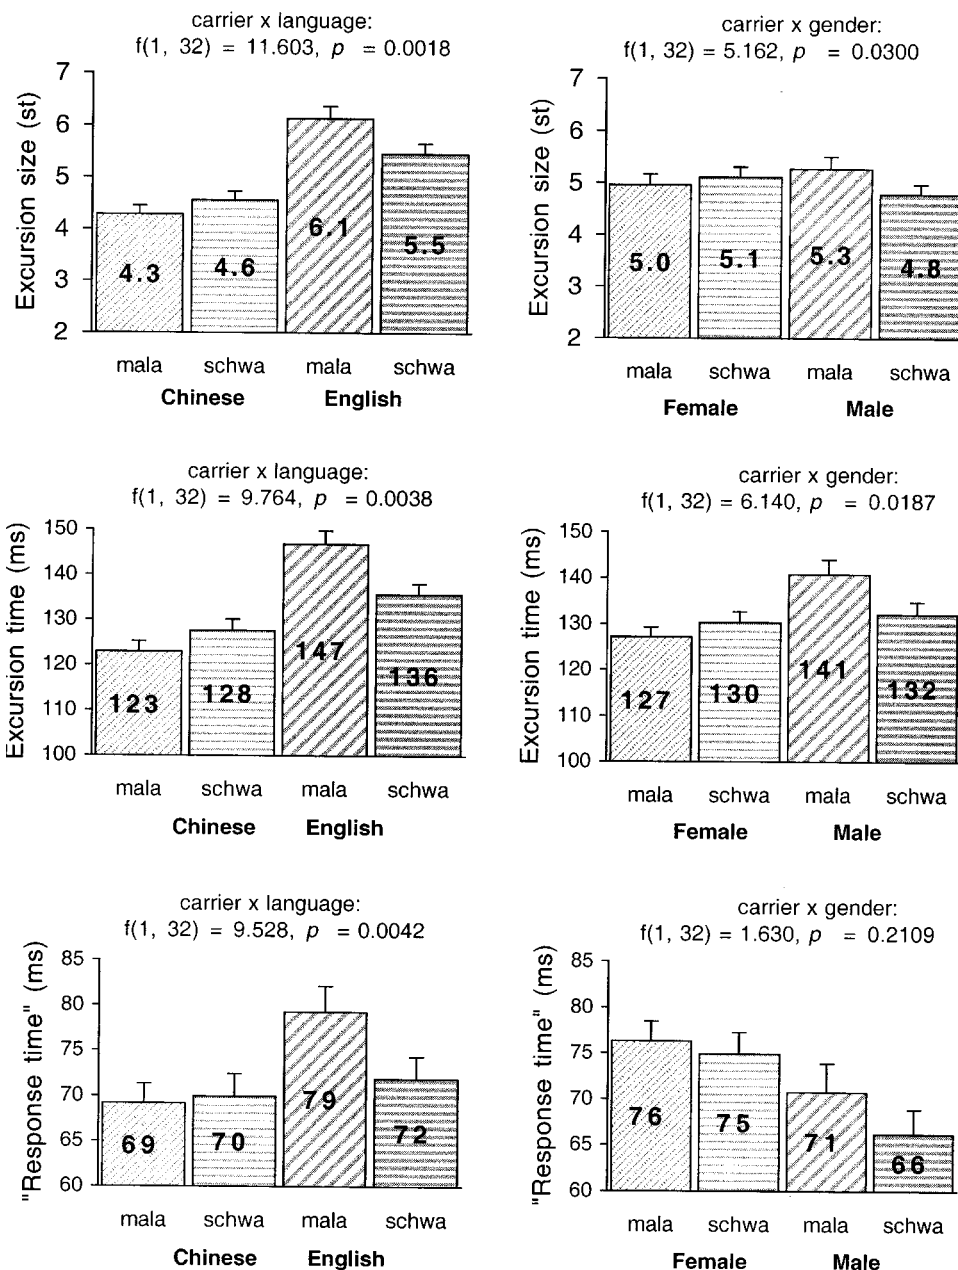 carrier x language:
f(1, 32) = 11.603, p = 0.0018
Excursion size (st)
7
6
5
4
3
2
4.3
4.6
6.1
5.5
mala schwa mala schwa
Chinese English
carrier x gender:
f(1, 32) = 5.162, p = 0.0300
Excursion size (st)
7
6
5
4
3
2
5.0
5.1
5.3
4.8
mala schwa mala schwa
Female Male
carrier x language:
f(1, 32) = 9.764, p = 0.0038
Excursion time (ms)
150
140
130
120
110
100
123
128
147
136
mala schwa mala schwa
Chinese English
carrier x gender:
f(1, 32) = 6.140, p = 0.0187
Excursion time (ms)
150
140
130
120
110
100
127
130
141
132
mala schwa mala schwa
Female Male
carrier x language:
f(1, 32) = 9.528, p = 0.0042
"Response time" (ms)
85
80
75
70
65
60
69
70
79
72
mala schwa mala schwa
Chinese English
carrier x gender:
f(1, 32) = 1.630, p = 0.2109
"Response time" (ms)
85
80
75
70
65
60
76
75
71
66
mala schwa mala schwa
Female Male